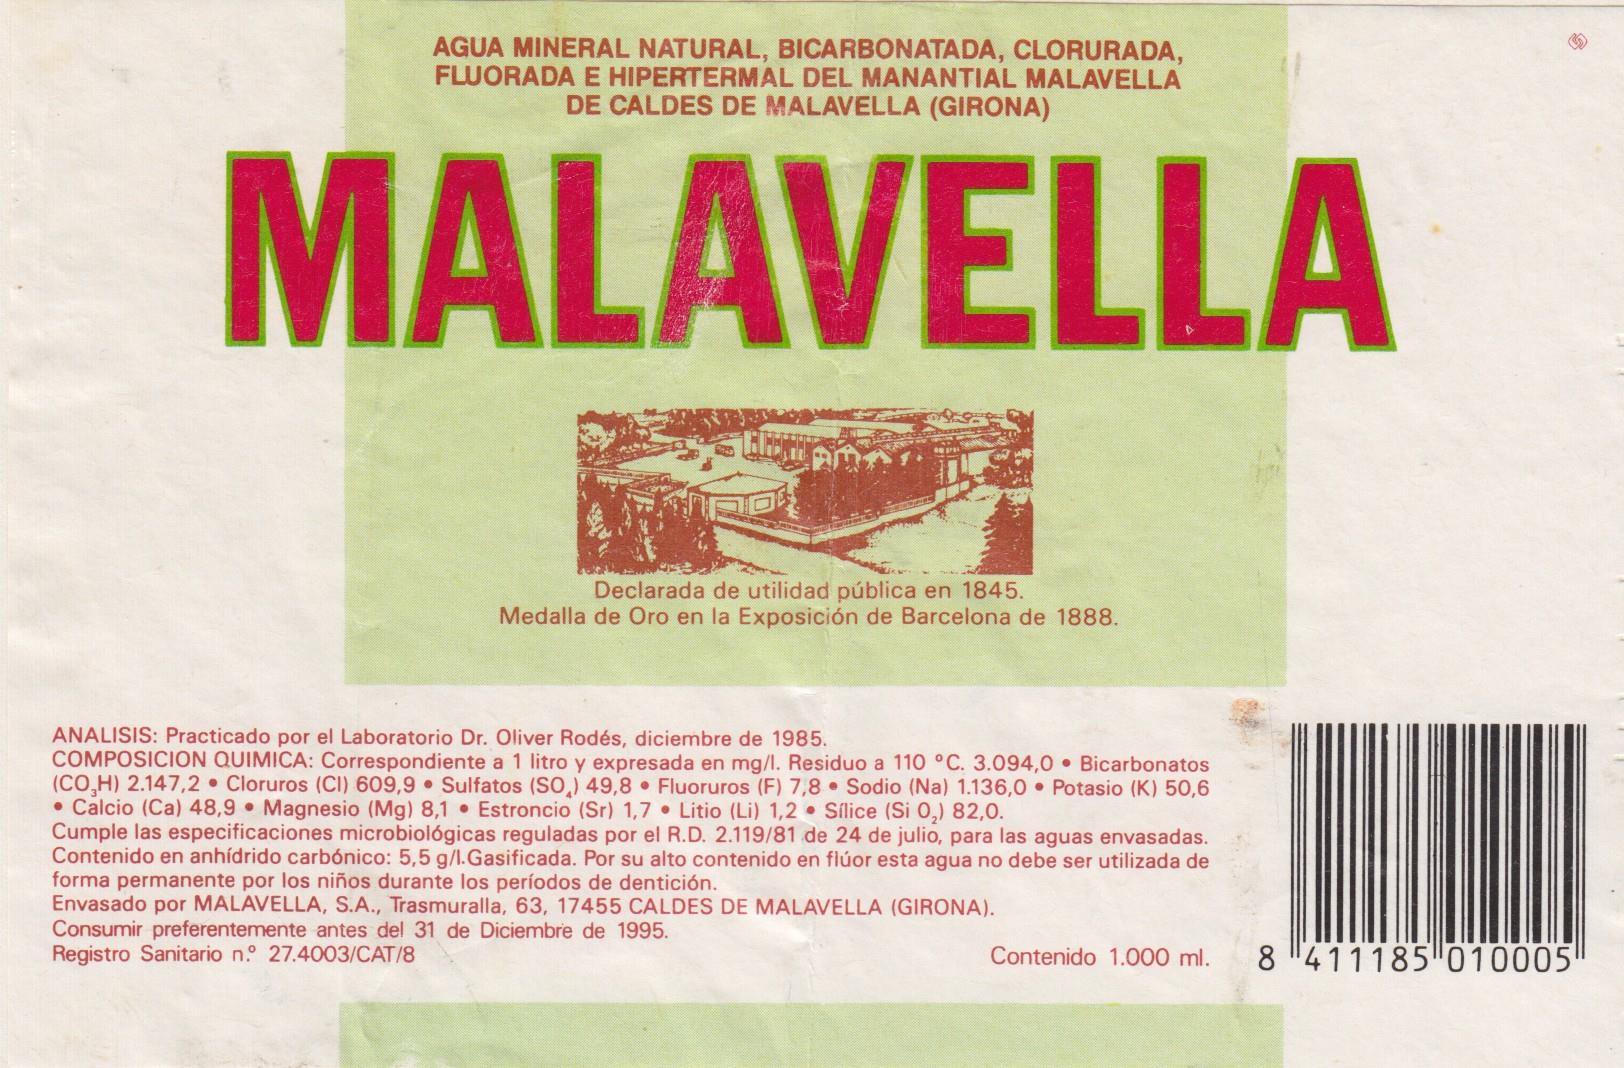 AGUA MINERAL NATURAL, BICARBONATADA, CLORURADA,
FLUORADA E HIPERTERMAL DEL MANANTIAL MALAVELLA
DE CALDES DE MALAVELLA (GIRONA)
MALAVELLA
Declarada de utilidad pública en 1845.
Medalla de Oro en la Exposición de Barcelona de 1888.
ANALISIS: Practicado por el Laboratorio Dr. Oliver Rodés, diciembre de 1985.
COMPOSICION QUIMICA: Correspondiente a 1 litro y expresada en mg/l. Residuo a 110 °C. 3.094,0 • Bicarbonatos
(CO₃H) 2.147,2 • Cloruros (Cl) 609,9 • Sulfatos (SO₄) 49,8 • Fluoruros (F) 7,8 • Sodio (Na) 1.136,0 • Potasio (K) 50,6
• Calcio (Ca) 48,9 • Magnesio (Mg) 8,1 • Estroncio (Sr) 1,7 • Litio (Li) 1,2 • Sílice (Si O₂) 82,0.
Cumple las especificaciones microbiológicas reguladas por el R.D. 2.119/81 de 24 de julio, para las aguas envasadas.
Contenido en anhídrido carbónico: 5,5 g/l.Gasificada. Por su alto contenido en flúor esta agua no debe ser utilizada de
forma permanente por los niños durante los períodos de dentición.
Envasado por MALAVELLA, S.A., Trasmuralla, 63, 17455 CALDES DE MALAVELLA (GIRONA).
Consumir preferentemente antes del 31 de Diciembre de 1995.
Registro Sanitario n.º 27.4003/CAT/8
Contenido 1.000 ml.
8 411185 010005